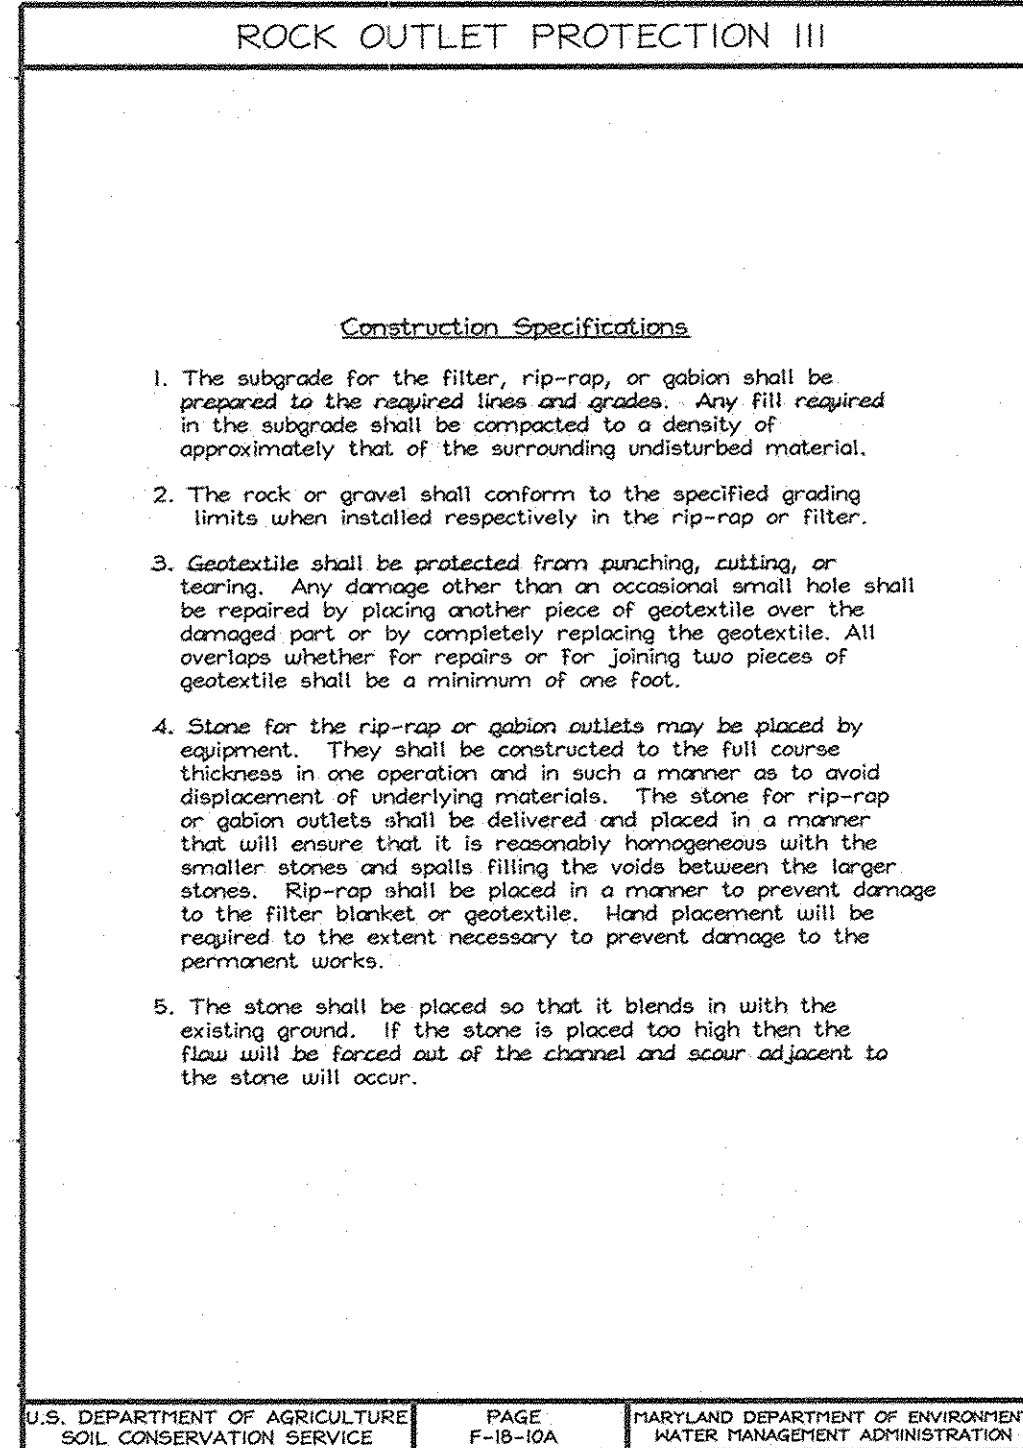 ROCK OUTLET PROTECTION III
Construction Specifications
1. The subgrade for the filter, rip-rap, or gabion shall be
prepared to the required lines and grades. Any fill required
in the subgrade shall be compacted to a density of
approximately that of the surrounding undisturbed material.
2. The rock or gravel shall conform to the specified grading
limits when installed respectively in the rip-rap or filter.
3. Geotextile shall be protected from punching, cutting, or
tearing. Any damage other than an occasional small hole shall
be repaired by placing another piece of geotextile over the
damaged part or by completely replacing the geotextile. All
overlaps whether for repairs or for joining two pieces of
geotextile shall be a minimum of one foot.
4. Stone for the rip-rap or gabion outlets may be placed by
equipment. They shall be constructed to the full course
thickness in one operation and in such a manner as to avoid
displacement of underlying materials. The stone for rip-rap
or gabion outlets shall be delivered and placed in a manner
that will ensure that it is reasonably homogeneous with the
smaller stones and spalls filling the voids between the larger
stones. Rip-rap shall be placed in a manner to prevent damage
to the filter blanket or geotextile. Hand placement will be
required to the extent necessary to prevent damage to the
permanent works.
5. The stone shall be placed so that it blends in with the
existing ground. If the stone is placed too high then the
flow will be forced out of the channel and scour adjacent to
the stone will occur.
U.S. DEPARTMENT OF AGRICULTURE
SOIL CONSERVATION SERVICE
PAGE
F-18-10A
MARYLAND DEPARTMENT OF ENVIRONMENT
WATER MANAGEMENT ADMINISTRATION